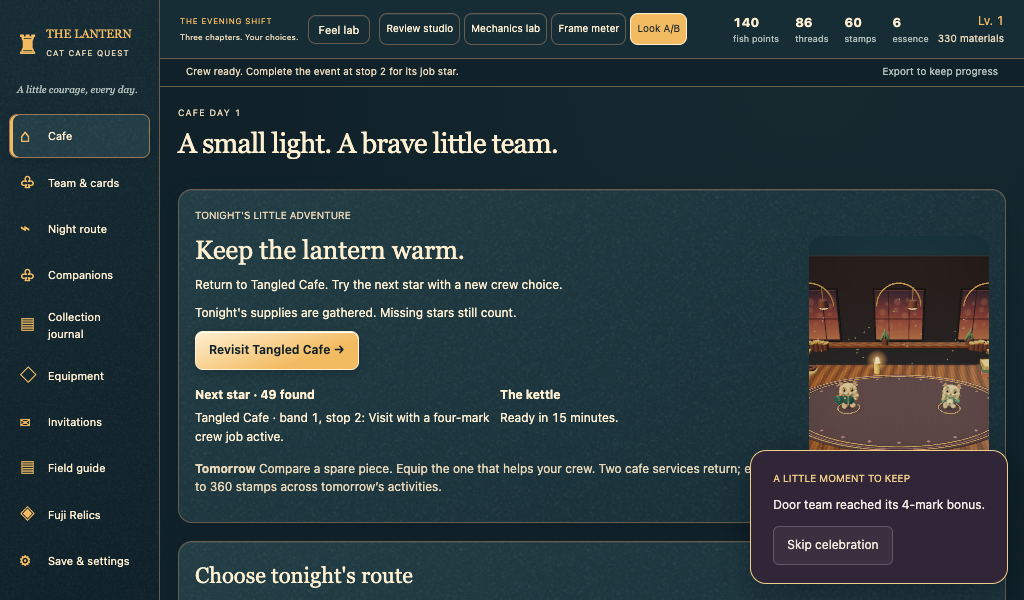 THE LANTERN
CAT CAFE QUEST
A little courage, every day.
Cafe
Team & cards
Night route
Companions
Collection
journal
Equipment
Invitations
Field guide
Fuji Relics
Save & settings
THE EVENING SHIFT
Three chapters. Your choices.
Feel lab
Review studio
Mechanics lab
Frame meter
Look A/B
140
fish points
86
threads
60
stamps
6
essence
Lv. 1
330 materials
Crew ready. Complete the event at stop 2 for its job star.
Export to keep progress
CAFE DAY 1
A small light. A brave little team.
TONIGHT'S LITTLE ADVENTURE
Keep the lantern warm.
Return to Tangled Cafe. Try the next star with a new crew choice.
Tonight's supplies are gathered. Missing stars still count.
Revisit Tangled Cafe →
Next star · 49 found
Tangled Cafe · band 1, stop 2: Visit with a four-mark
crew job active.
The kettle
Ready in 15 minutes.
Tomorrow Compare a spare piece. Equip the one that helps your crew. Two cafe services return;
to 360 stamps across tomorrow's activities.
A LITTLE MOMENT TO KEEP
Door team reached its 4-mark bonus.
Skip celebration
Choose tonight's route